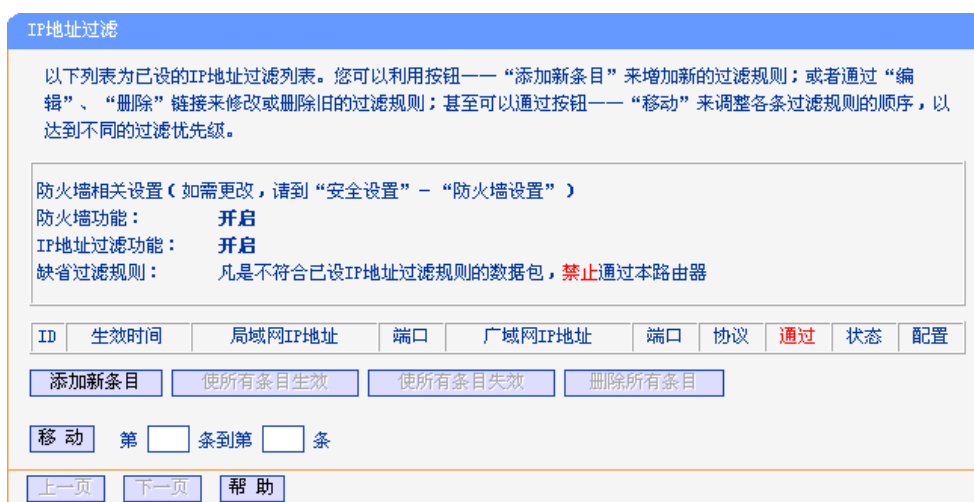 IP地址过滤
以下列表为已设的IP地址过滤列表。您可以利用按钮——“添加新条目”来增加新的过滤规则；或者通过“编
辑”、“删除”链接来修改或删除旧的过滤规则；甚至可以通过按钮——“移动”来调整各条过滤规则的顺序，以
达到不同的过滤优先级。
防火墙相关设置（如需更改，请到“安全设置”－“防火墙设置”）
防火墙功能： 开启
IP地址过滤功能： 开启
缺省过滤规则： 凡是不符合已设IP地址过滤规则的数据包，禁止通过本路由器
ID 生效时间 局域网IP地址 端口 广域网IP地址 端口 协议 通过 状态 配置
添加新条目 使所有条目生效 使所有条目失效 删除所有条目
移 动 第 条到第 条
上一页 下一页 帮 助